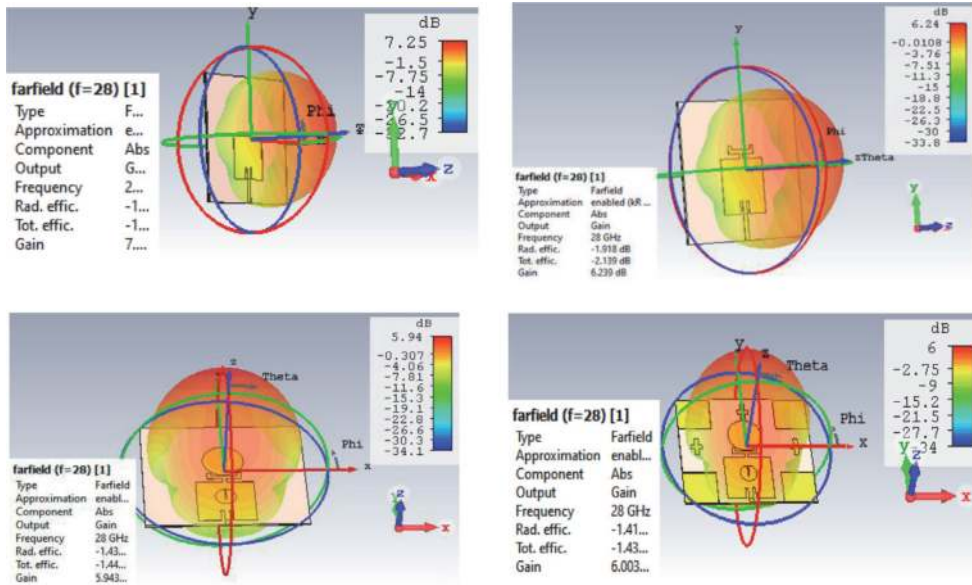 y
dB
7.25
-1.5
-7.75
-14
-26.5
farfield (f=28) [1]
Type F...
Approximation e...
Component Abs
Output G...
Frequency 2...
Rad. effic. -1...
Tot. effic. -1...
Gain 7....
Phi
z
x
y
dB
6.24
-0.0108
-3.76
-7.51
-11.3
-15
-18.8
-22.5
-26.3
-30
-33.8
Phi
zTheta
farfield (f=28) [1]
Type Farfield
Approximation enabled (kR ...
Component Abs
Output Gain
Frequency 28 GHz
Rad. effic. -1.918 dB
Tot. effic. -2.139 dB
Gain 6.239 dB
y
z
dB
5.94
-0.307
-4.06
-7.81
-11.6
-15.3
-19.1
-22.8
-26.6
-30.3
-34.1
z
Theta
Phi
x
farfield (f=28) [1]
Type Farfield
Approximation enabl...
Component Abs
Output Gain
Frequency 28 GHz
Rad. effic. -1.43...
Tot. effic. -1.44...
Gain 5.943...
z
x
dB
6
-2.75
-9
-15.2
-21.5
-27.7
-34
y
z
Theta
Phi
x
farfield (f=28) [1]
Type Farfield
Approximation enabl...
Component Abs
Output Gain
Frequency 28 GHz
Rad. effic. -1.41...
Tot. effic. -1.43...
Gain 6.003...
y
z
x